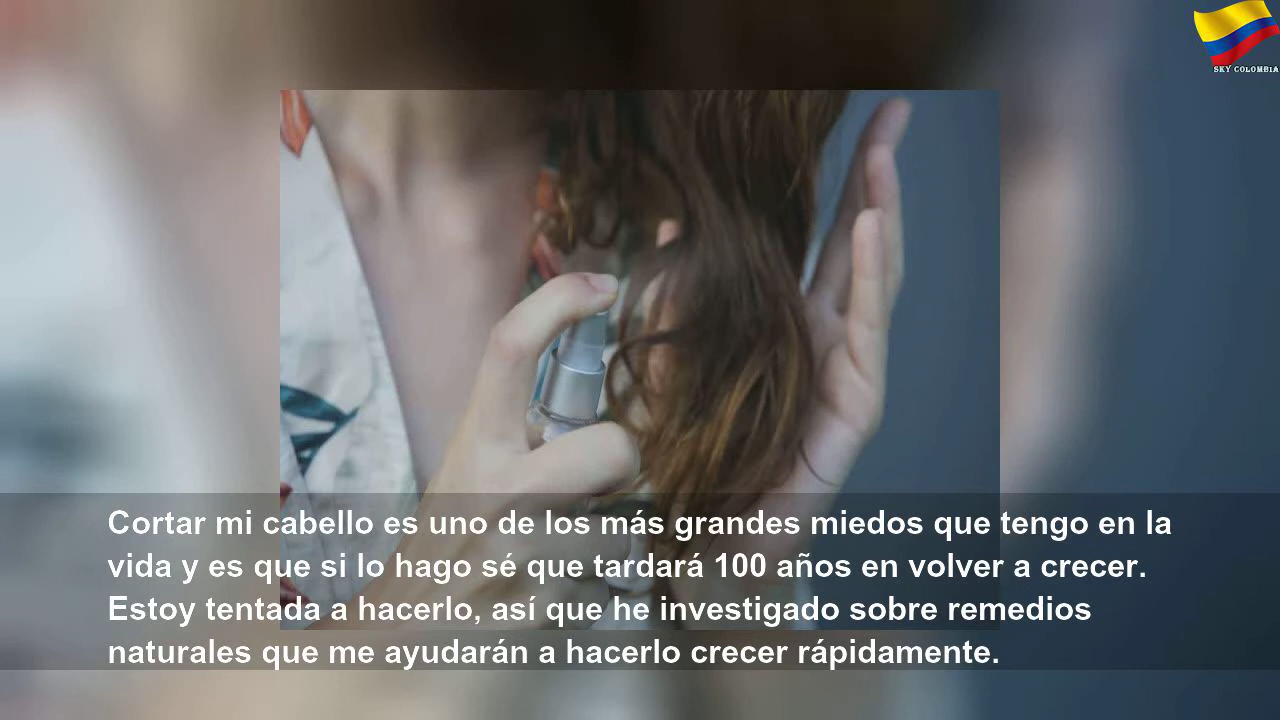 SKY COLOMBIA
Cortar mi cabello es uno de los más grandes miedos que tengo en la
vida y es que si lo hago sé que tardará 100 años en volver a crecer.
Estoy tentada a hacerlo, así que he investigado sobre remedios
naturales que me ayudarán a hacerlo crecer rápidamente.